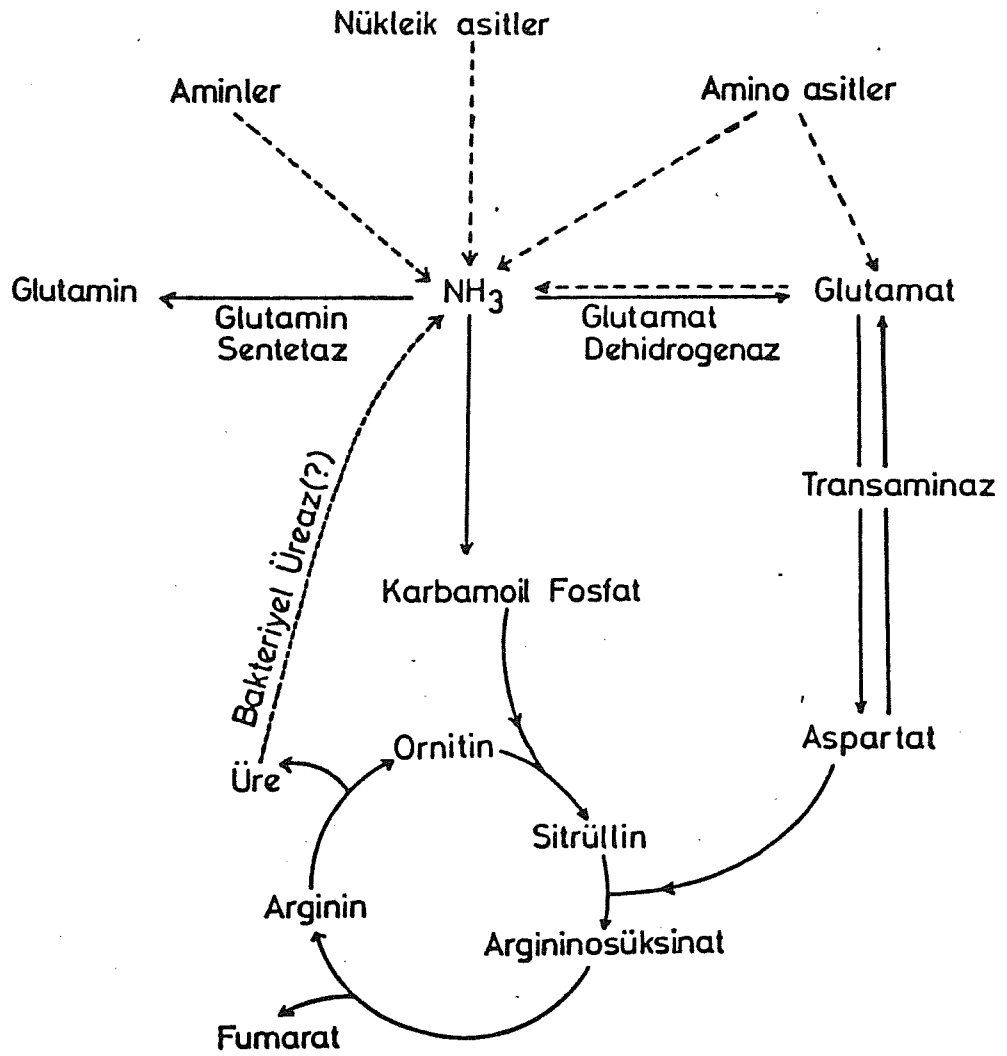 Nükleik asitler
Aminler
Amino asitler
Glutamin
NH3
Glutamat
Glutamin
Sentetaz
Glutamat
Dehidrogenaz
Bakteriyel Üreaz(?)
Transaminaz
Karbamoil Fosfat
Ornitin
Aspartat
Üre
Sitrüllin
Arginin
Argininosüksinat
Fumarat